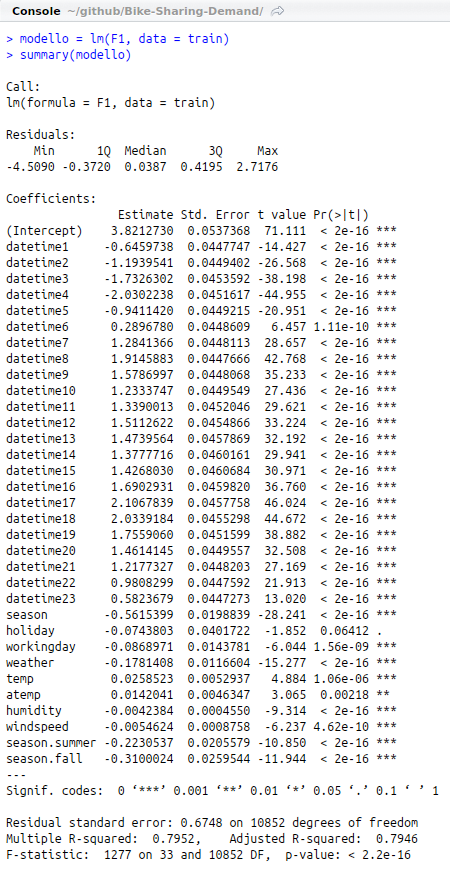 Console ~/github/Bike-Sharing-Demand/
> modello = lm(F1, data = train)
> summary(modello)
Call:
lm(formula = F1, data = train)
Residuals:
    Min      1Q  Median      3Q     Max
-4.5090 -0.3720  0.0387  0.4195  2.7176
Coefficients:
                Estimate Std. Error t value Pr(>|t|)
(Intercept)    3.8212730  0.0537368  71.111  < 2e-16 ***
datetime1     -0.6459738  0.0447747 -14.427  < 2e-16 ***
datetime2     -1.1939541  0.0449402 -26.568  < 2e-16 ***
datetime3     -1.7326302  0.0453592 -38.198  < 2e-16 ***
datetime4     -2.0302238  0.0451617 -44.955  < 2e-16 ***
datetime5     -0.9411420  0.0449215 -20.951  < 2e-16 ***
datetime6      0.2896780  0.0448609   6.457 1.11e-10 ***
datetime7      1.2841366  0.0448113  28.657  < 2e-16 ***
datetime8      1.9145883  0.0447666  42.768  < 2e-16 ***
datetime9      1.5786997  0.0448068  35.233  < 2e-16 ***
datetime10     1.2333747  0.0449549  27.436  < 2e-16 ***
datetime11     1.3390013  0.0452046  29.621  < 2e-16 ***
datetime12     1.5112622  0.0454866  33.224  < 2e-16 ***
datetime13     1.4739564  0.0457869  32.192  < 2e-16 ***
datetime14     1.3777716  0.0460161  29.941  < 2e-16 ***
datetime15     1.4268030  0.0460684  30.971  < 2e-16 ***
datetime16     1.6902931  0.0459820  36.760  < 2e-16 ***
datetime17     2.1067839  0.0457758  46.024  < 2e-16 ***
datetime18     2.0339184  0.0455298  44.672  < 2e-16 ***
datetime19     1.7559060  0.0451599  38.882  < 2e-16 ***
datetime20     1.4614145  0.0449557  32.508  < 2e-16 ***
datetime21     1.2177327  0.0448203  27.169  < 2e-16 ***
datetime22     0.9808299  0.0447592  21.913  < 2e-16 ***
datetime23     0.5823679  0.0447273  13.020  < 2e-16 ***
season        -0.5615399  0.0198839 -28.241  < 2e-16 ***
holiday       -0.0743803  0.0401722  -1.852  0.06412 .
workingday    -0.0868971  0.0143781  -6.044 1.56e-09 ***
weather       -0.1781408  0.0116604 -15.277  < 2e-16 ***
temp           0.0258523  0.0052937   4.884 1.06e-06 ***
atemp          0.0142041  0.0046347   3.065  0.00218 **
humidity      -0.0042384  0.0004550  -9.314  < 2e-16 ***
windspeed     -0.0054624  0.0008758  -6.237 4.62e-10 ***
season.summer -0.2230537  0.0205579 -10.850  < 2e-16 ***
season.fall   -0.3100024  0.0259544 -11.944  < 2e-16 ***
---
Signif. codes:  0 ‘***’ 0.001 ‘**’ 0.01 ‘*’ 0.05 ‘.’ 0.1 ‘ ’ 1
Residual standard error: 0.6748 on 10852 degrees of freedom
Multiple R-squared:  0.7952,    Adjusted R-squared:  0.7946
F-statistic:  1277 on 33 and 10852 DF,  p-value: < 2.2e-16